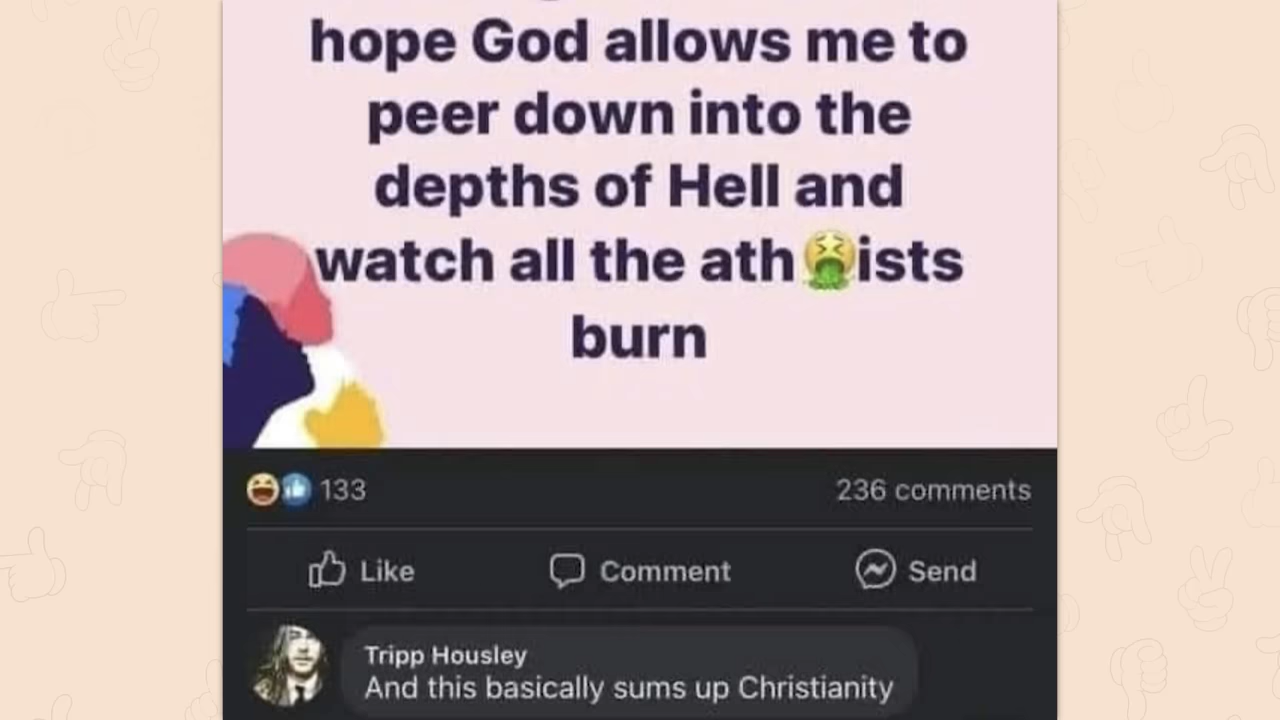 hope God allows me to
peer down into the
depths of Hell and
watch all the ath🤮ists
burn
133
236 comments
Like
Comment
Send
Tripp Housley
And this basically sums up Christianity